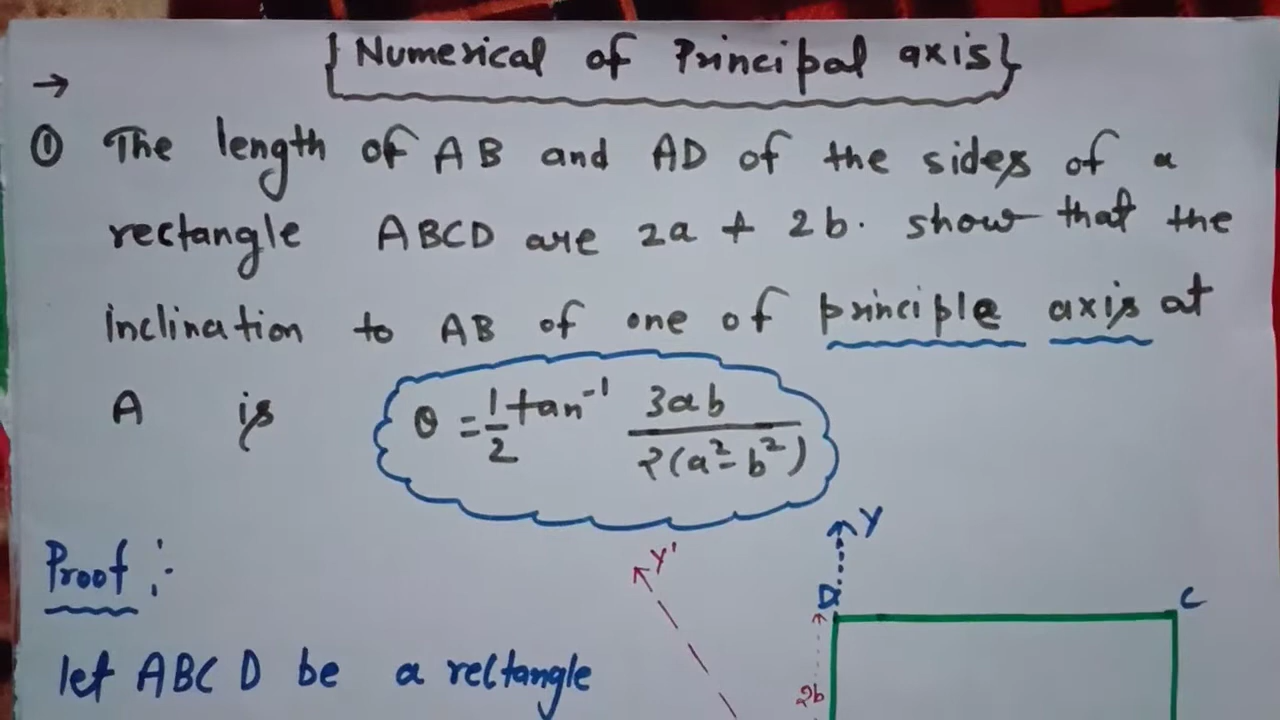 {Numerical of Principal axis}
→
① The length of AB and AD of the sides of a
rectangle ABCD are 2a + 2b. show that the
inclination to AB of one of principle axis at
A is θ = 1/2 tan⁻¹ 3ab / 2(a² - b²)
Y
Y'
Proof :-
D
C
let ABCD be a rectangle
2b